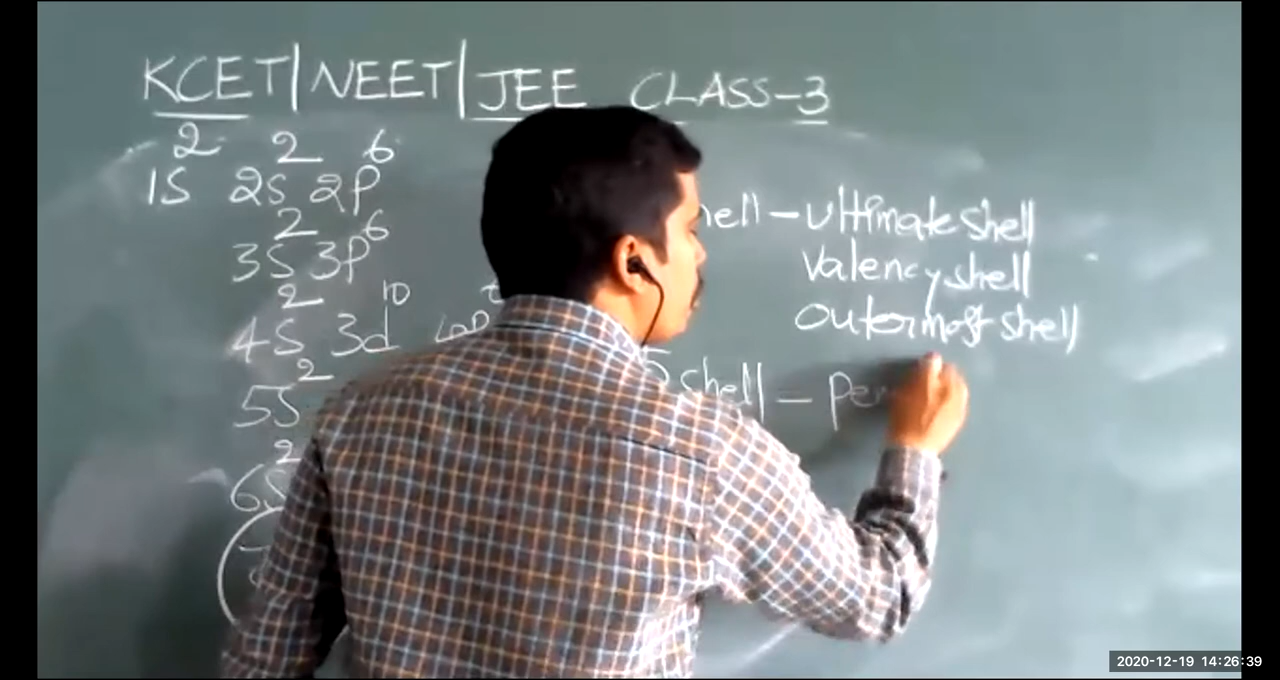 KCET|NEET|JEE CLASS-3
2 2 6
1S 2S 2P
2 6
3S 3P
2 10
4S 3d
2
5S
2
6S
hell - ultimate shell
Valency shell
Outermost shell
shell - pe
2020-12-19 14:26:39